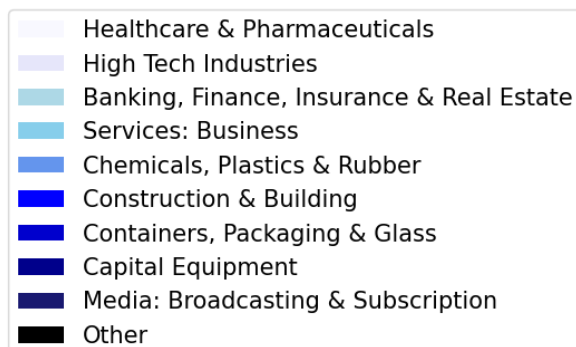 Healthcare & Pharmaceuticals
High Tech Industries
Banking, Finance, Insurance & Real Estate
Services: Business
Chemicals, Plastics & Rubber
Construction & Building
Containers, Packaging & Glass
Capital Equipment
Media: Broadcasting & Subscription
Other